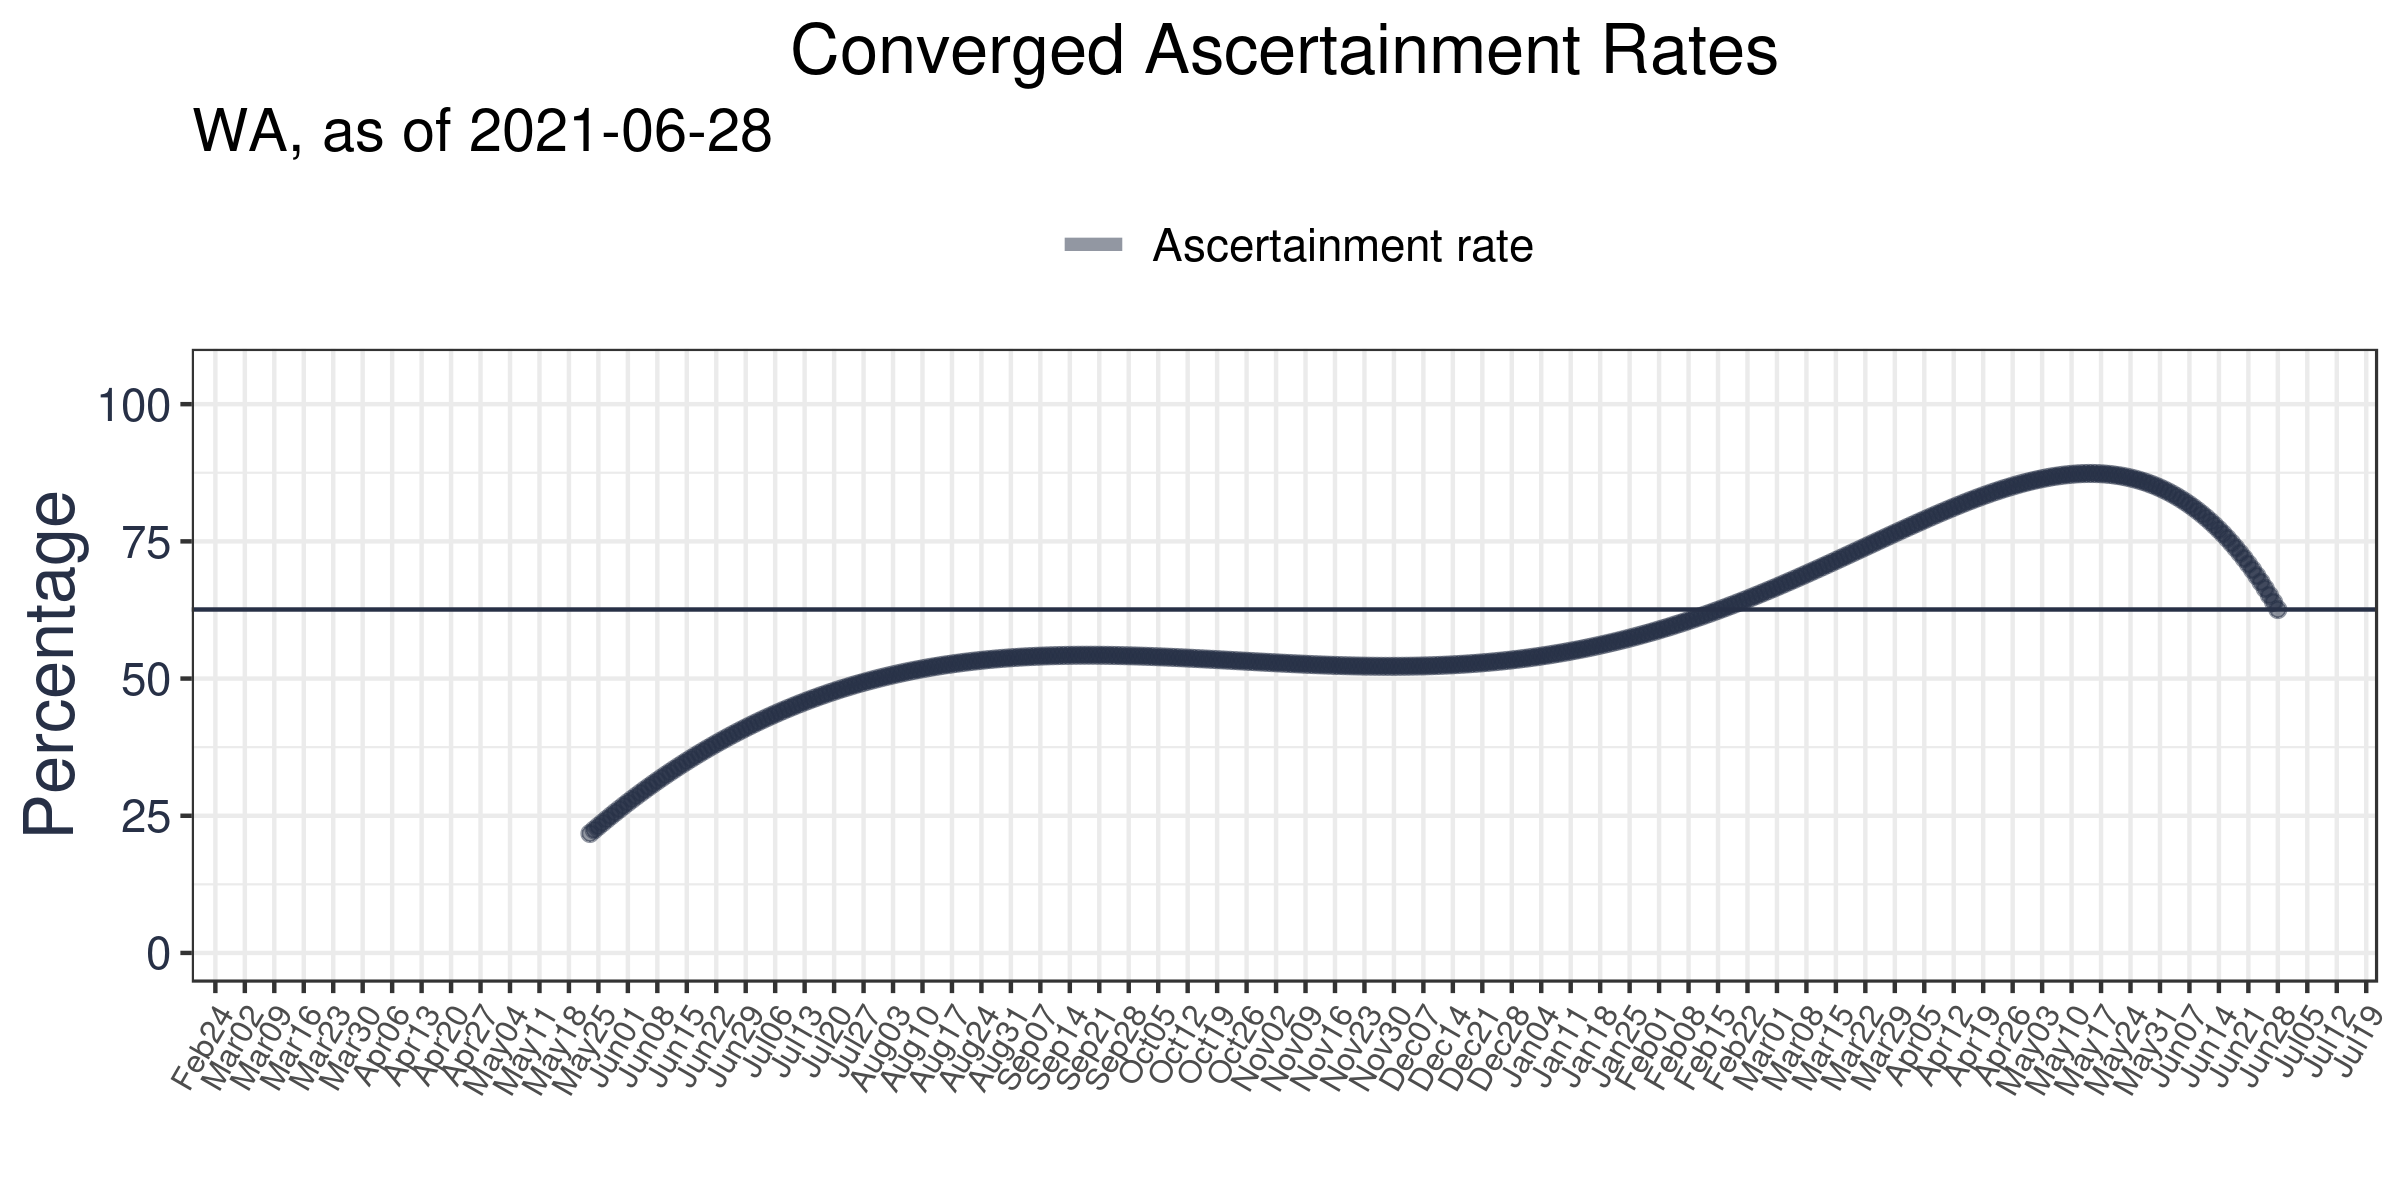 Converged Ascertainment Rates
WA, as of 2021-06-28
Ascertainment rate
Percentage
100
75
50
25
0
Feb24
Mar02
Mar09
Mar16
Mar23
Mar30
Apr06
Apr13
Apr20
Apr27
May04
May11
May18
May25
Jun01
Jun08
Jun15
Jun22
Jun29
Jul06
Jul13
Jul20
Jul27
Aug03
Aug10
Aug17
Aug24
Aug31
Sep07
Sep14
Sep21
Sep28
Oct05
Oct12
Oct19
Oct26
Nov02
Nov09
Nov16
Nov23
Nov30
Dec07
Dec14
Dec21
Dec28
Jan04
Jan11
Jan18
Jan25
Feb01
Feb08
Feb15
Feb22
Mar01
Mar08
Mar15
Mar22
Mar29
Apr05
Apr12
Apr19
Apr26
May03
May10
May17
May24
May31
Jun07
Jun14
Jun21
Jun28
Jul05
Jul12
Jul19